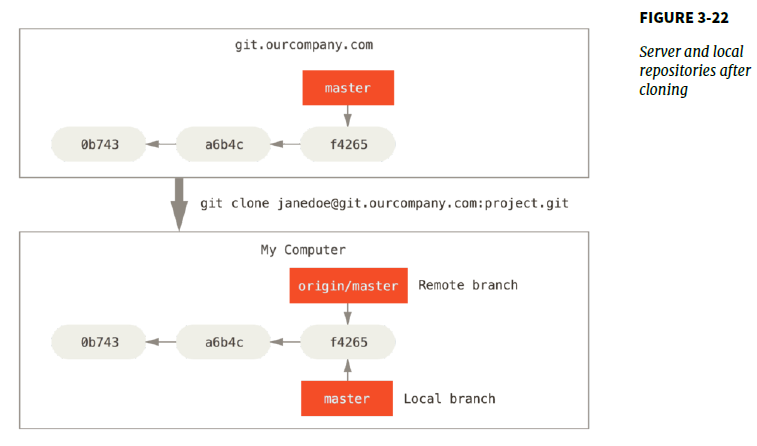 FIGURE 3-22
Server and local
repositories after
cloning
git.ourcompany.com
master
0b743 a6b4c f4265
git clone janedoe@git.ourcompany.com:project.git
My Computer
origin/master Remote branch
0b743 a6b4c f4265
master Local branch